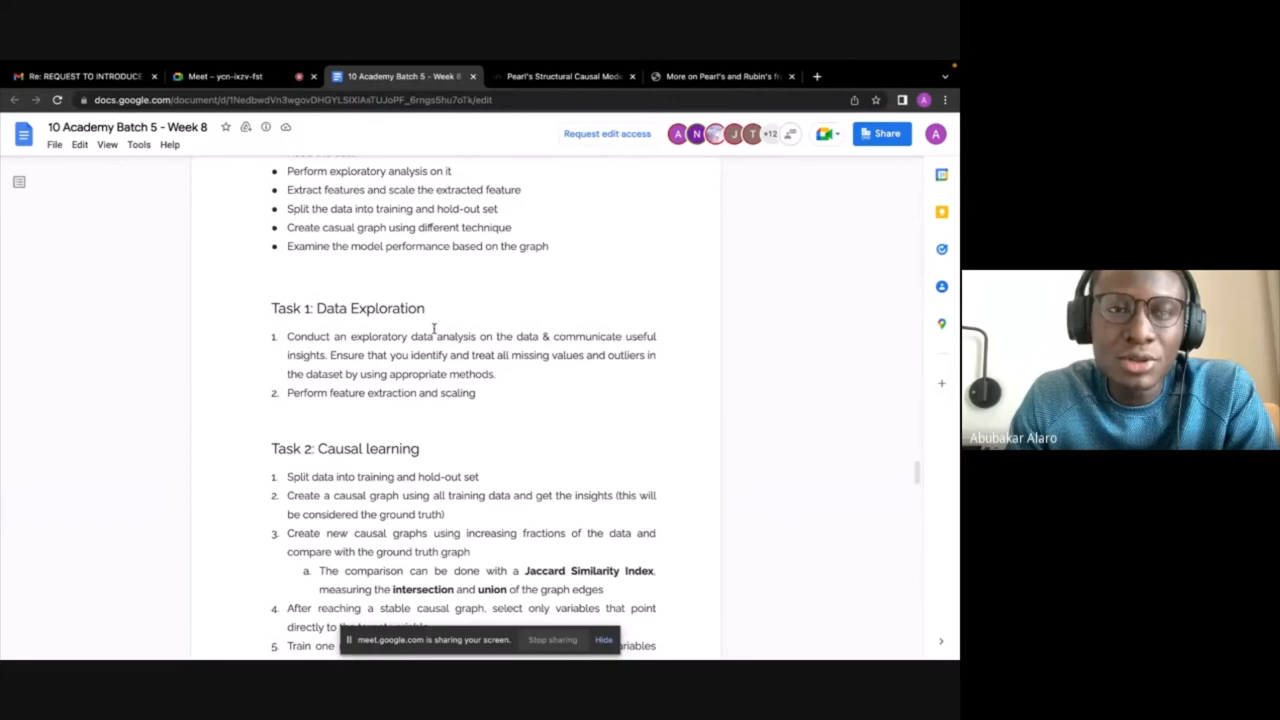 Re: REQUEST TO INTRODUCE
Meet – ycn-ixzv-fst
10 Academy Batch 5 - Week 8
Pearl's Structural Causal Mode
More on Pearl's and Rubin's fr
docs.google.com/document/d/1NedbwdVn3wgovDHGYLSIXIAsTUJoPF_6rngs5hu7oTk/edit
A
10 Academy Batch 5 - Week 8
Request edit access
A N J T +12
Share
A
File Edit View Tools Help
• Perform exploratory analysis on it
• Extract features and scale the extracted feature
• Split the data into training and hold-out set
• Create casual graph using different technique
• Examine the model performance based on the graph
Task 1: Data Exploration
1. Conduct an exploratory data analysis on the data & communicate useful
insights. Ensure that you identify and treat all missing values and outliers in
the dataset by using appropriate methods.
2. Perform feature extraction and scaling
Task 2: Causal learning
1. Split data into training and hold-out set
2. Create a causal graph using all training data and get the insights (this will
be considered the ground truth)
3. Create new causal graphs using increasing fractions of the data and
compare with the ground truth graph
a. The comparison can be done with a Jaccard Similarity Index,
measuring the intersection and union of the graph edges
4. After reaching a stable causal graph, select only variables that point
directly to
5. Train one
meet.google.com is sharing your screen.
Stop sharing
Hide
Abubakar Alaro